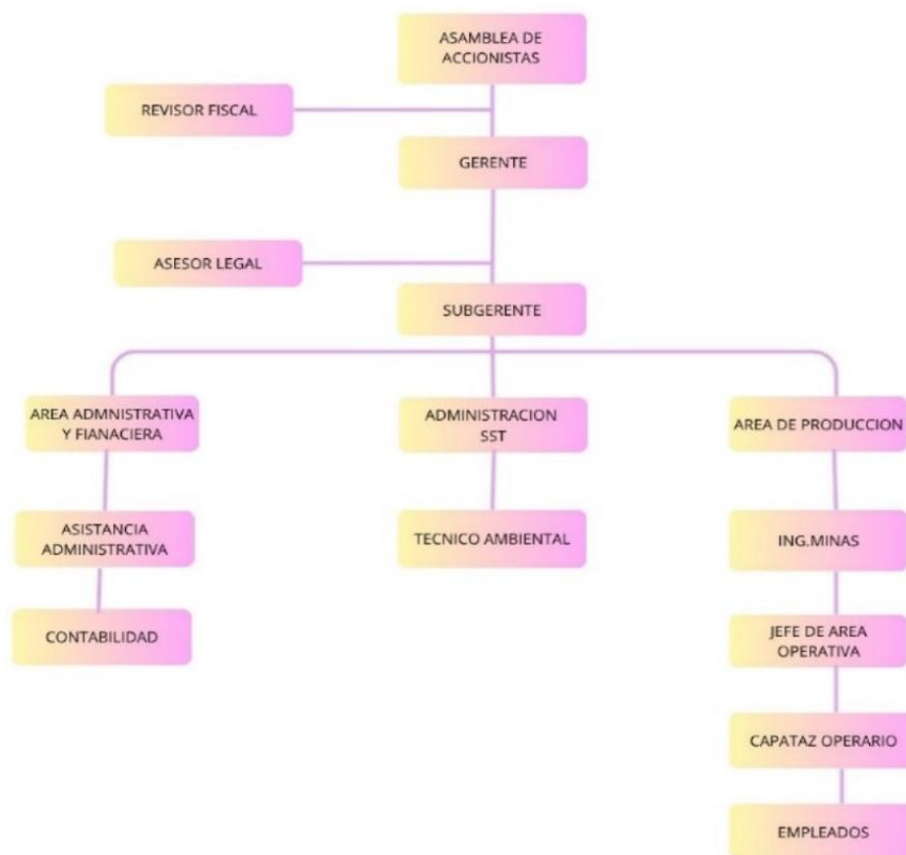 ASAMBLEA DE
ACCIONISTAS
REVISOR FISCAL
GERENTE
ASESOR LEGAL
SUBGERENTE
AREA ADMNISTRATIVA
Y FIANACIERA
ADMINISTRACION
SST
AREA DE PRODUCCION
ASISTANCIA
ADMINISTRATIVA
TECNICO AMBIENTAL
ING.MINAS
CONTABILIDAD
JEFE DE AREA
OPERATIVA
CAPATAZ OPERARIO
EMPLEADOS